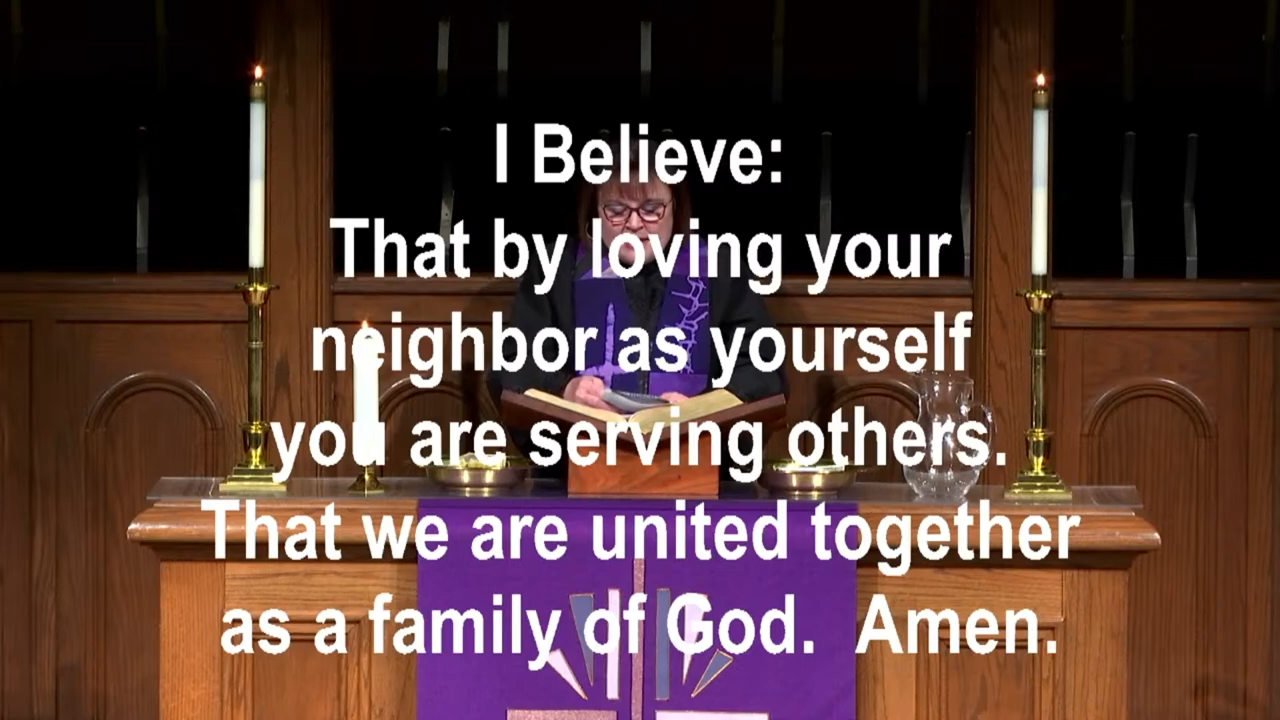 I Believe:
That by loving your
neighbor as yourself
you are serving others.
That we are united together
as a family of God.  Amen.